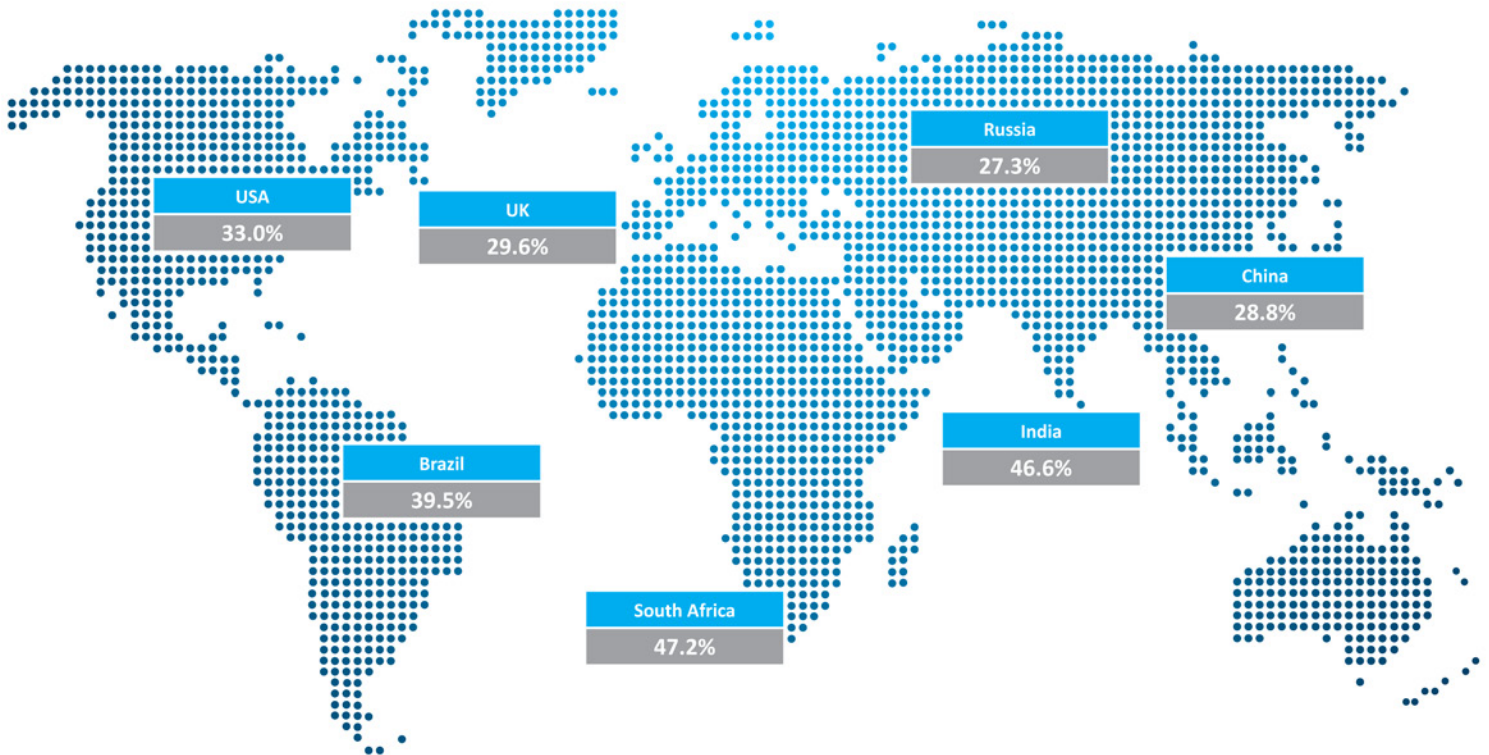 Russia
27.3%
USA
33.0%
UK
29.6%
China
28.8%
India
46.6%
Brazil
39.5%
South Africa
47.2%